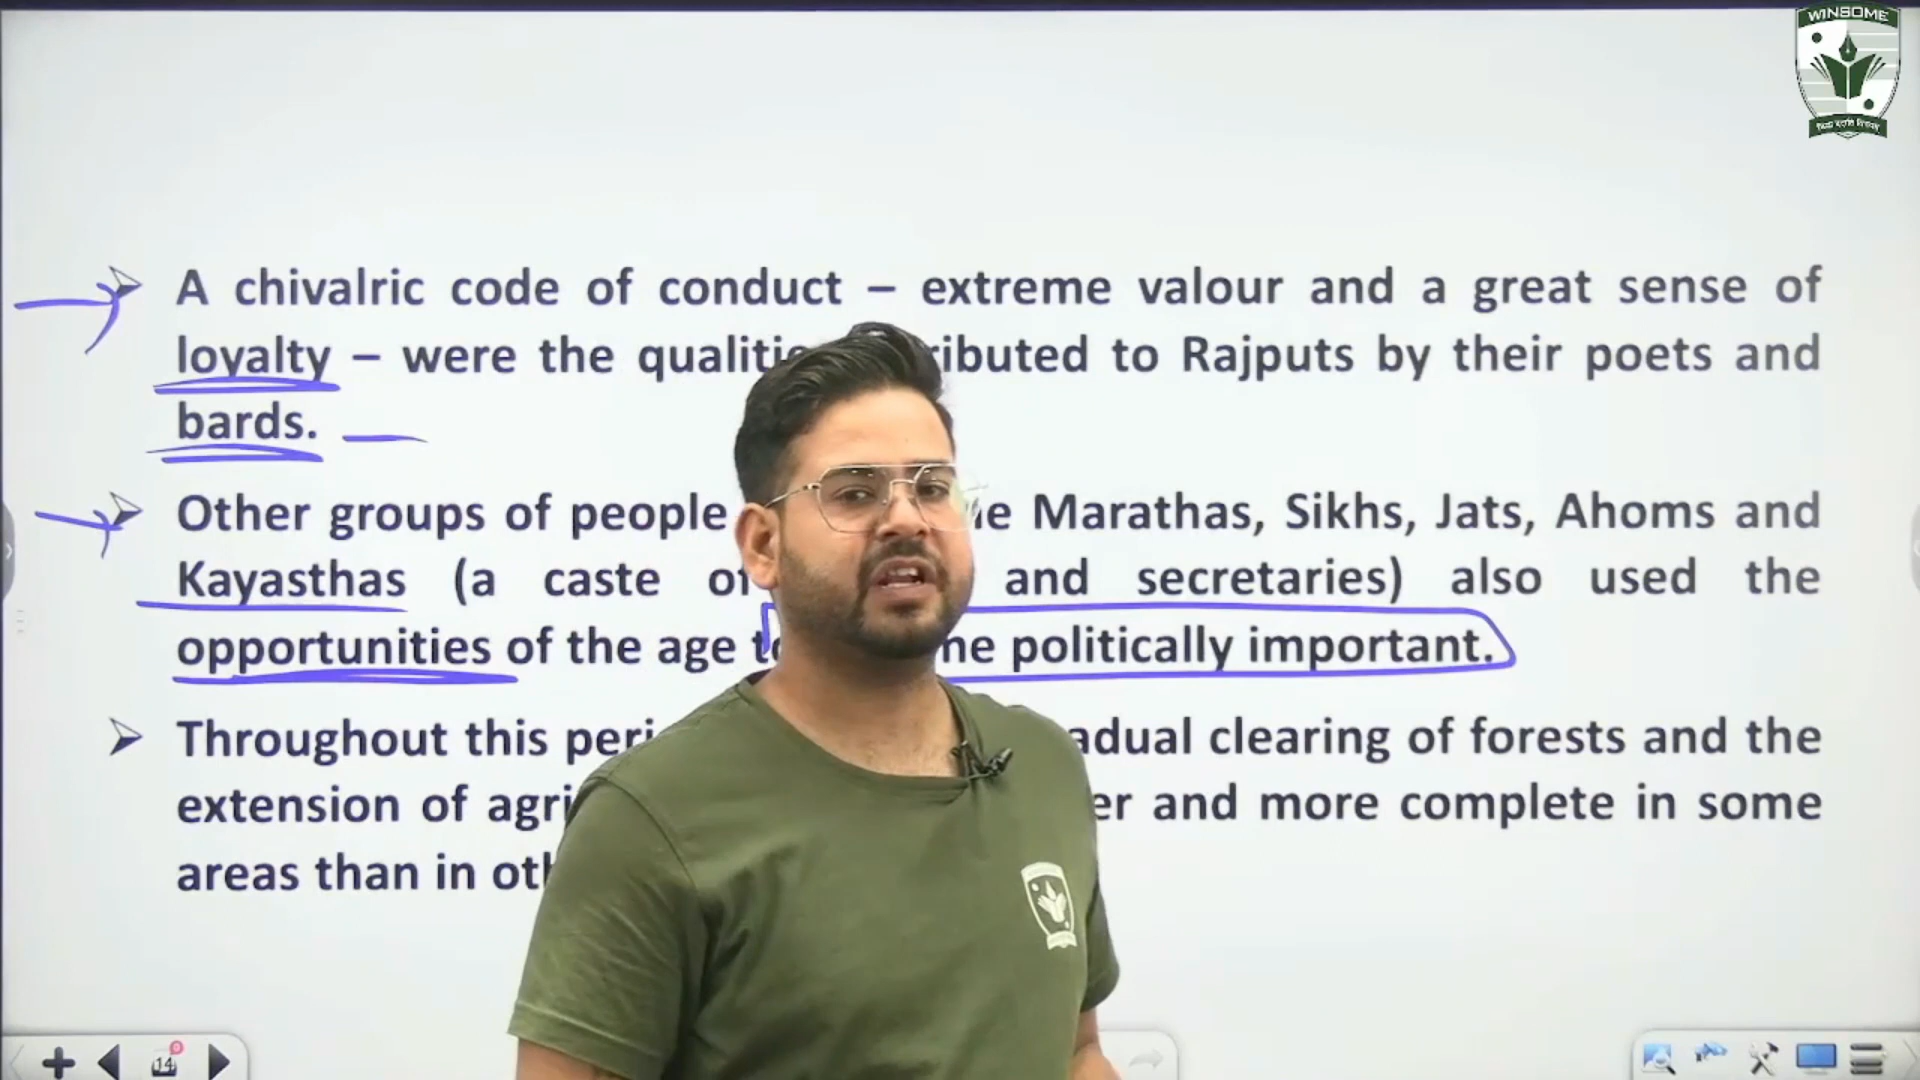 WINSOME
A chivalric code of conduct – extreme valour and a great sense of
loyalty – were the qualiti ributed to Rajputs by their poets and
bards.
Other groups of people Marathas, Sikhs, Jats, Ahoms and
Kayasthas (a caste of and secretaries) also used the
opportunities of the age politically important.
Throughout this peri adual clearing of forests and the
extension of agri er and more complete in some
areas than in
14